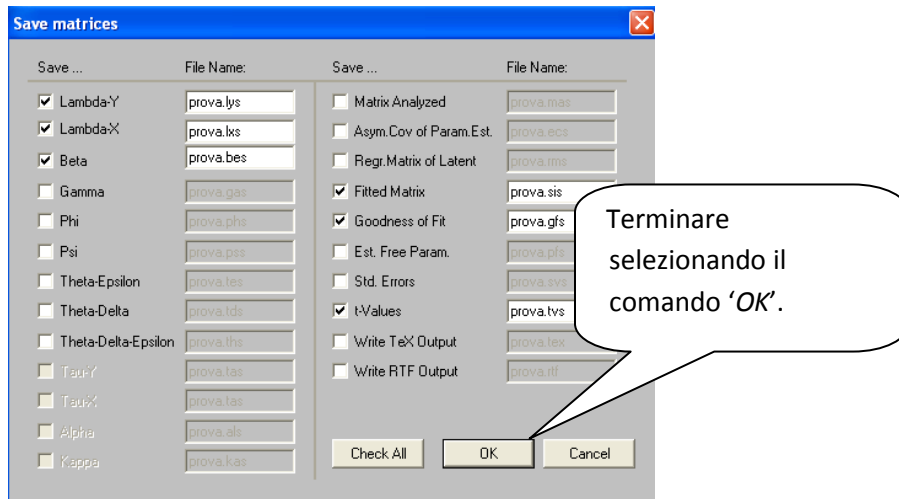 Save matrices
Save ... File Name:
Lambda-Y prova.lys
Lambda-X prova.lxs
Beta prova.bes
Gamma prova.gas
Phi prova.phs
Psi prova.pss
Theta-Epsilon prova.tes
Theta-Delta prova.tds
Theta-Delta-Epsilon prova.ths
Tau-Y prova.tas
Tau-X prova.tas
Alpha prova.als
Kappa prova.kas
Save ... File Name:
Matrix Analyzed prova.mas
Asym.Cov of Param.Est. prova.ecs
Regr.Matrix of Latent prova.rms
Fitted Matrix prova.sis
Goodness of Fit prova.gfs
Est. Free Param. prova.pfs
Std. Errors prova.svs
t-Values prova.tvs
Write TeX Output prova.tex
Write RTF Output prova.rtf
Check All OK Cancel
Terminare
selezionando il
comando ‘OK’.